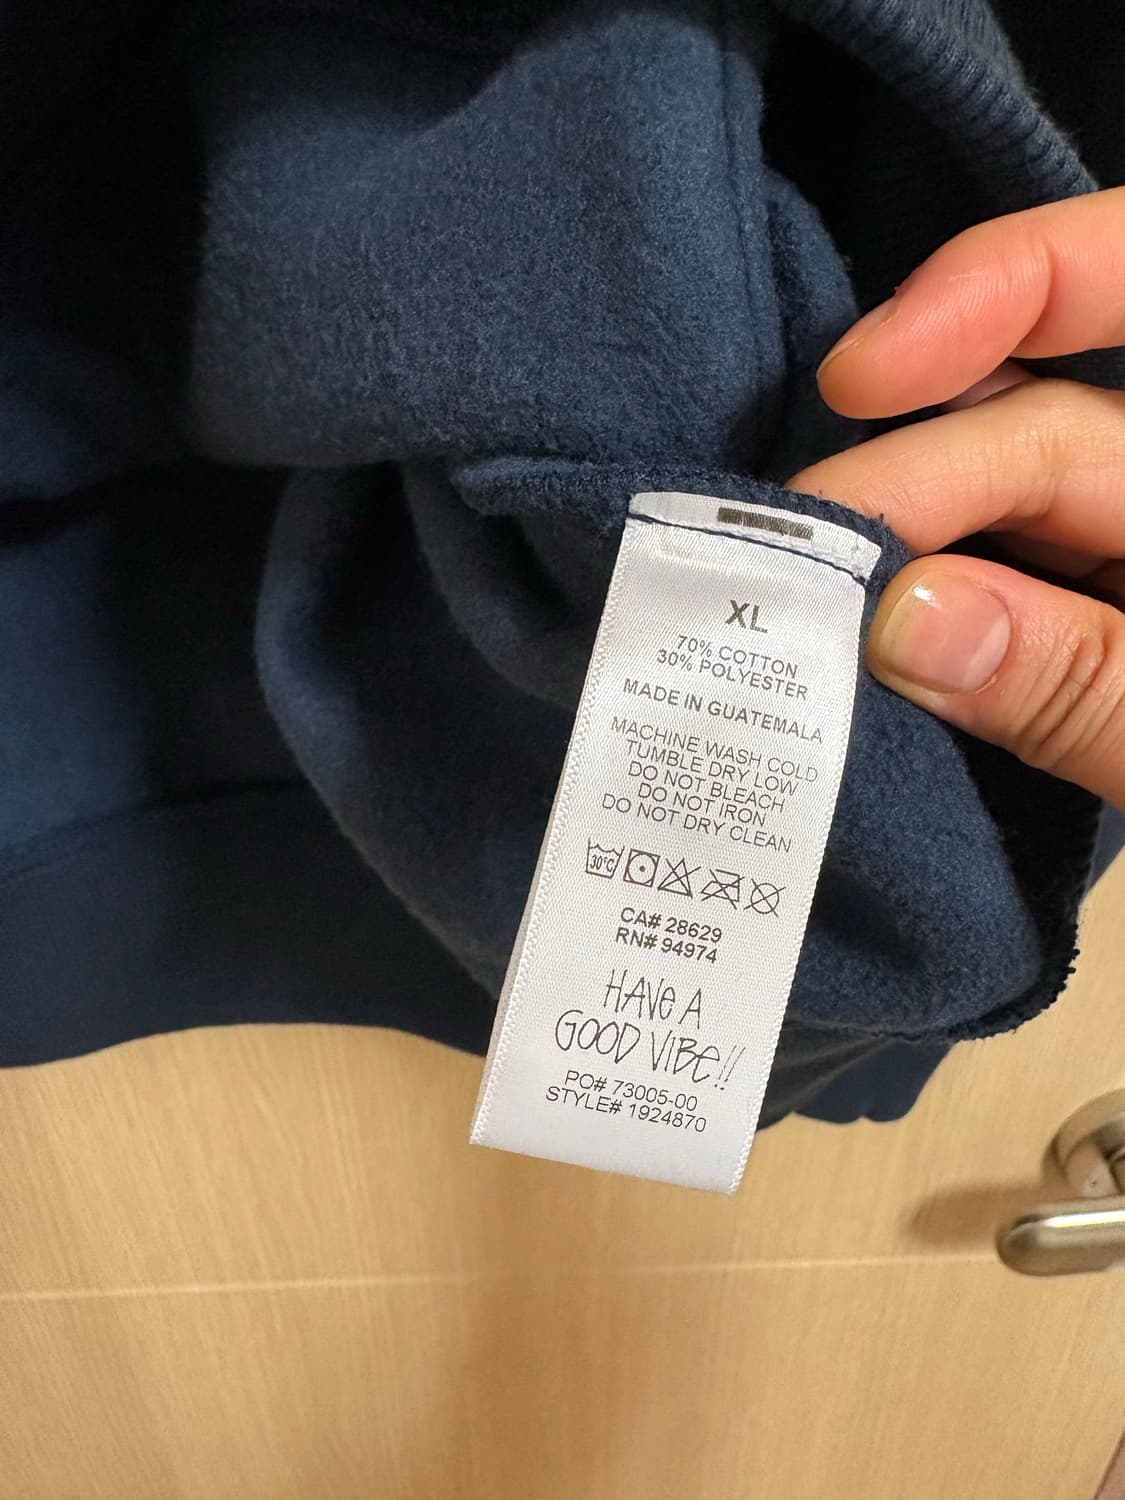 XL
70% COTTON
30% POLYESTER
MADE IN GUATEMALA
MACHINE WASH COLD
TUMBLE DRY LOW
DO NOT BLEACH
DO NOT IRON
DO NOT DRY CLEAN
30°C
CA# 28629
RN# 94974
HAVE A
GOOD VIBE!!
PO# 73005-00
STYLE# 1924870